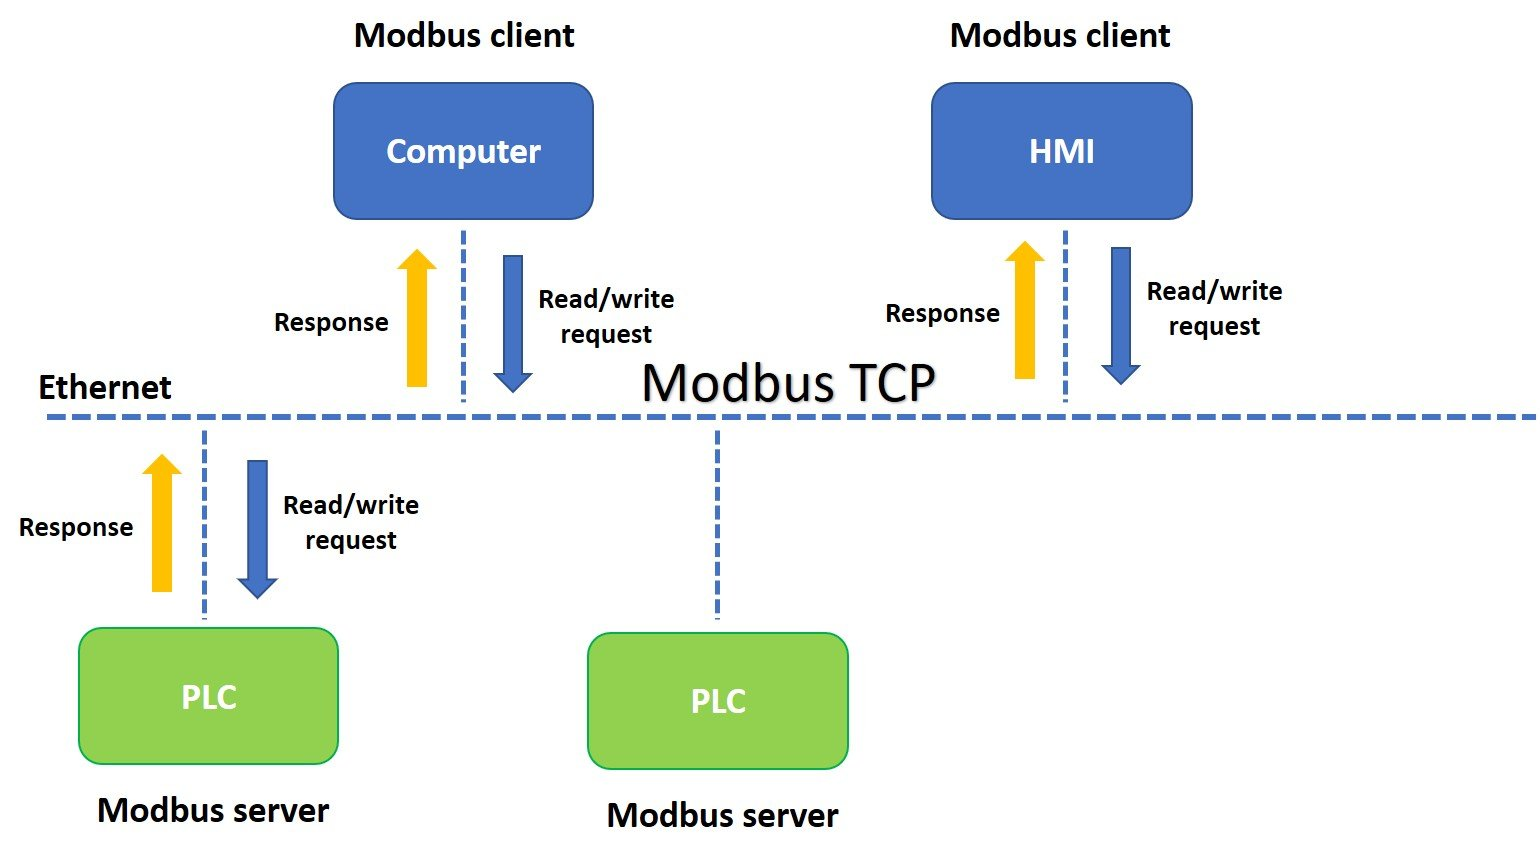 Modbus client
Modbus client
Computer
HMI
Response
Read/write
request
Response
Read/write
request
Ethernet
Modbus TCP
Response
Read/write
request
PLC
PLC
Modbus server
Modbus server